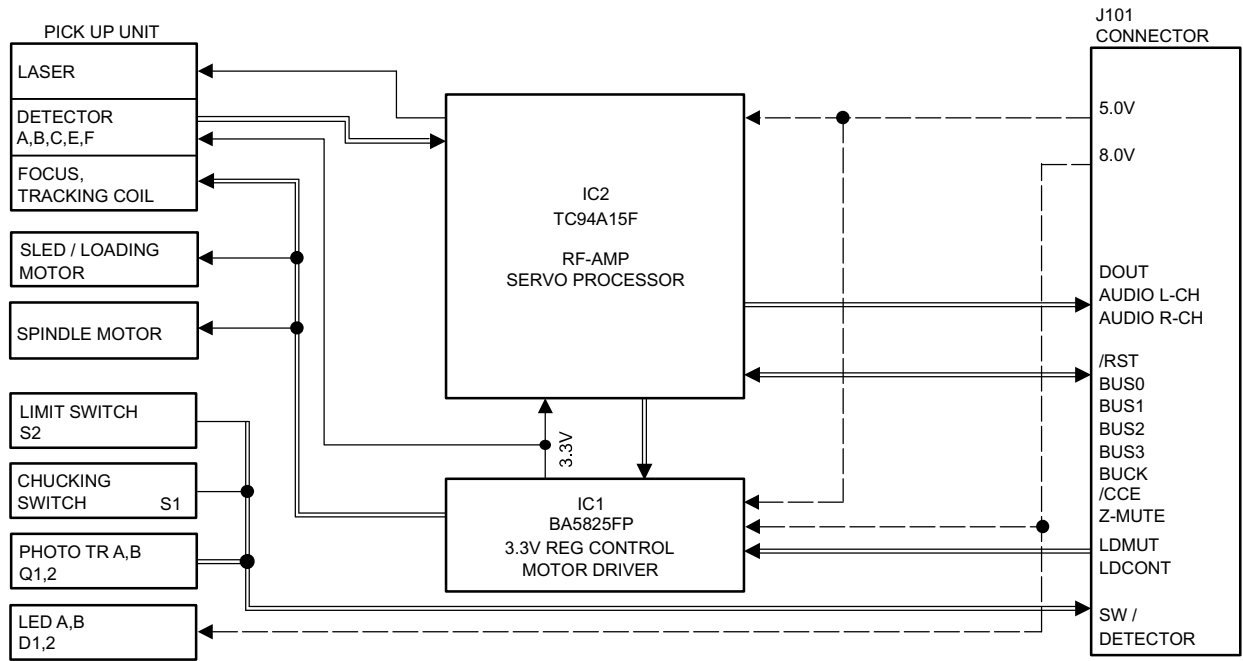 PICK UP UNIT
LASER
DETECTOR
A,B,C,E,F
FOCUS,
TRACKING COIL
SLED / LOADING
MOTOR
SPINDLE MOTOR
LIMIT SWITCH
S2
CHUCKING
SWITCH S1
PHOTO TR A,B
Q1,2
LED A,B
D1,2
IC2
TC94A15F
RF-AMP
SERVO PROCESSOR
3.3V
IC1
BA5825FP
3.3V REG CONTROL
MOTOR DRIVER
J101
CONNECTOR
5.0V
8.0V
DOUT
AUDIO L-CH
AUDIO R-CH
/RST
BUS0
BUS1
BUS2
BUS3
BUCK
/CCE
Z-MUTE
LDMUT
LDCONT
SW /
DETECTOR